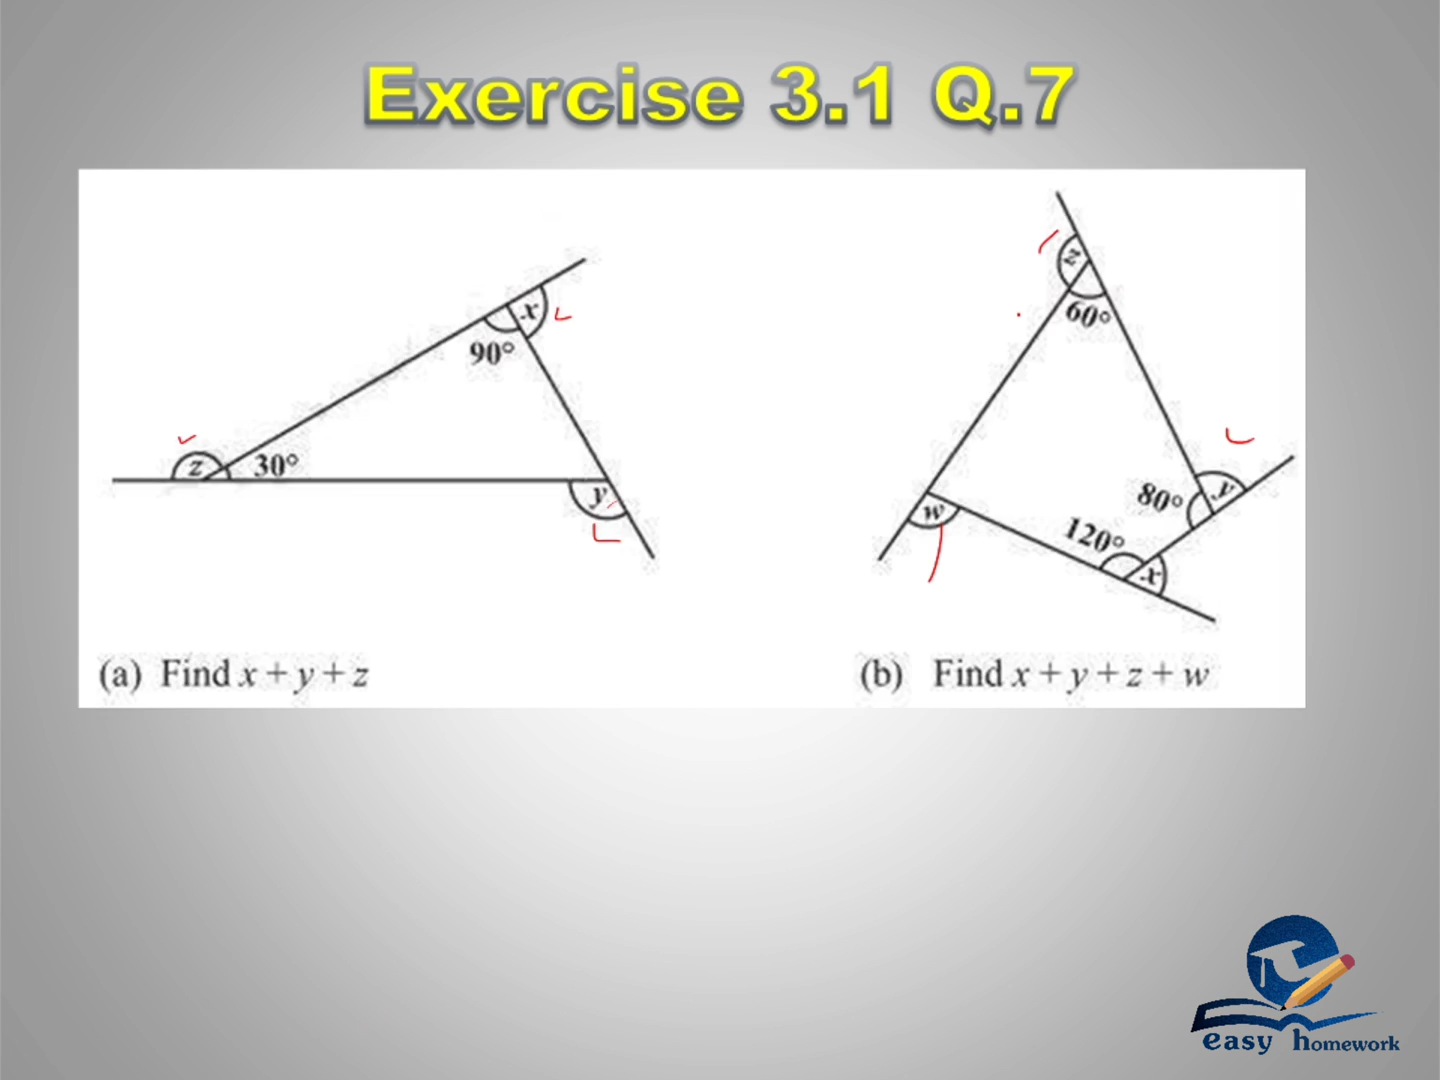 Exercise 3.1 Q.7
x
90°
z
30°
y
z
60°
80°
y
w
120°
x
(a) Find x + y + z
(b) Find x + y + z + w
easy homework